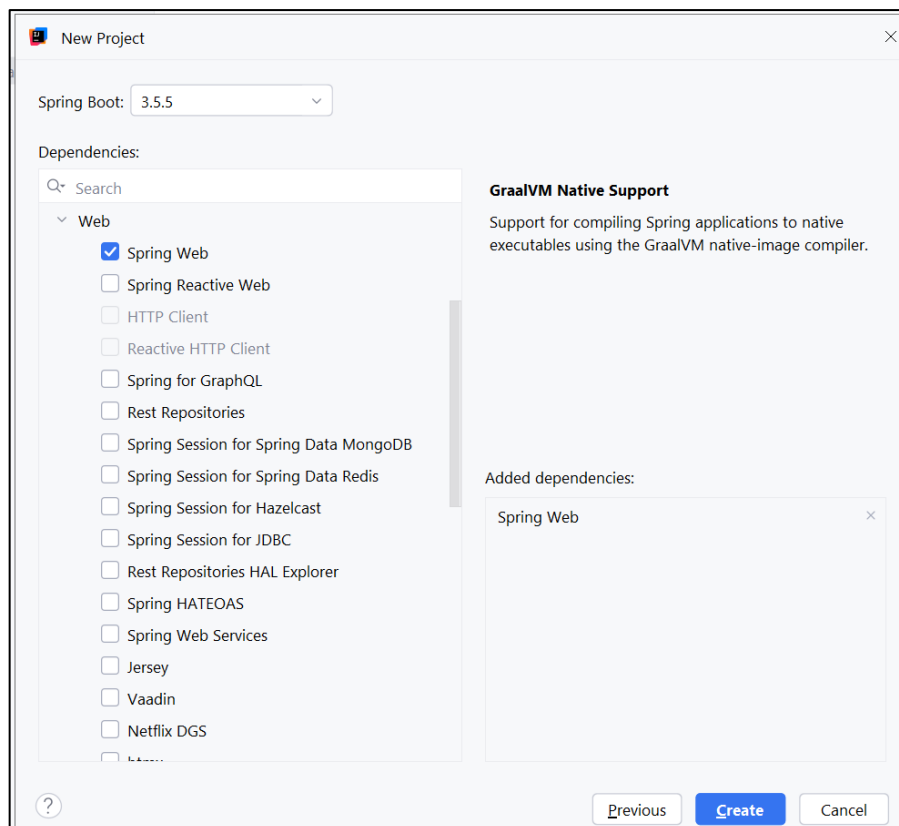 New Project
Spring Boot: 3.5.5
Dependencies:
Search
Web
Spring Web
Spring Reactive Web
HTTP Client
Reactive HTTP Client
Spring for GraphQL
Rest Repositories
Spring Session for Spring Data MongoDB
Spring Session for Spring Data Redis
Spring Session for Hazelcast
Spring Session for JDBC
Rest Repositories HAL Explorer
Spring HATEOAS
Spring Web Services
Jersey
Vaadin
Netflix DGS
GraalVM Native Support
Support for compiling Spring applications to native
executables using the GraalVM native-image compiler.
Added dependencies:
Spring Web
?
Previous
Create
Cancel